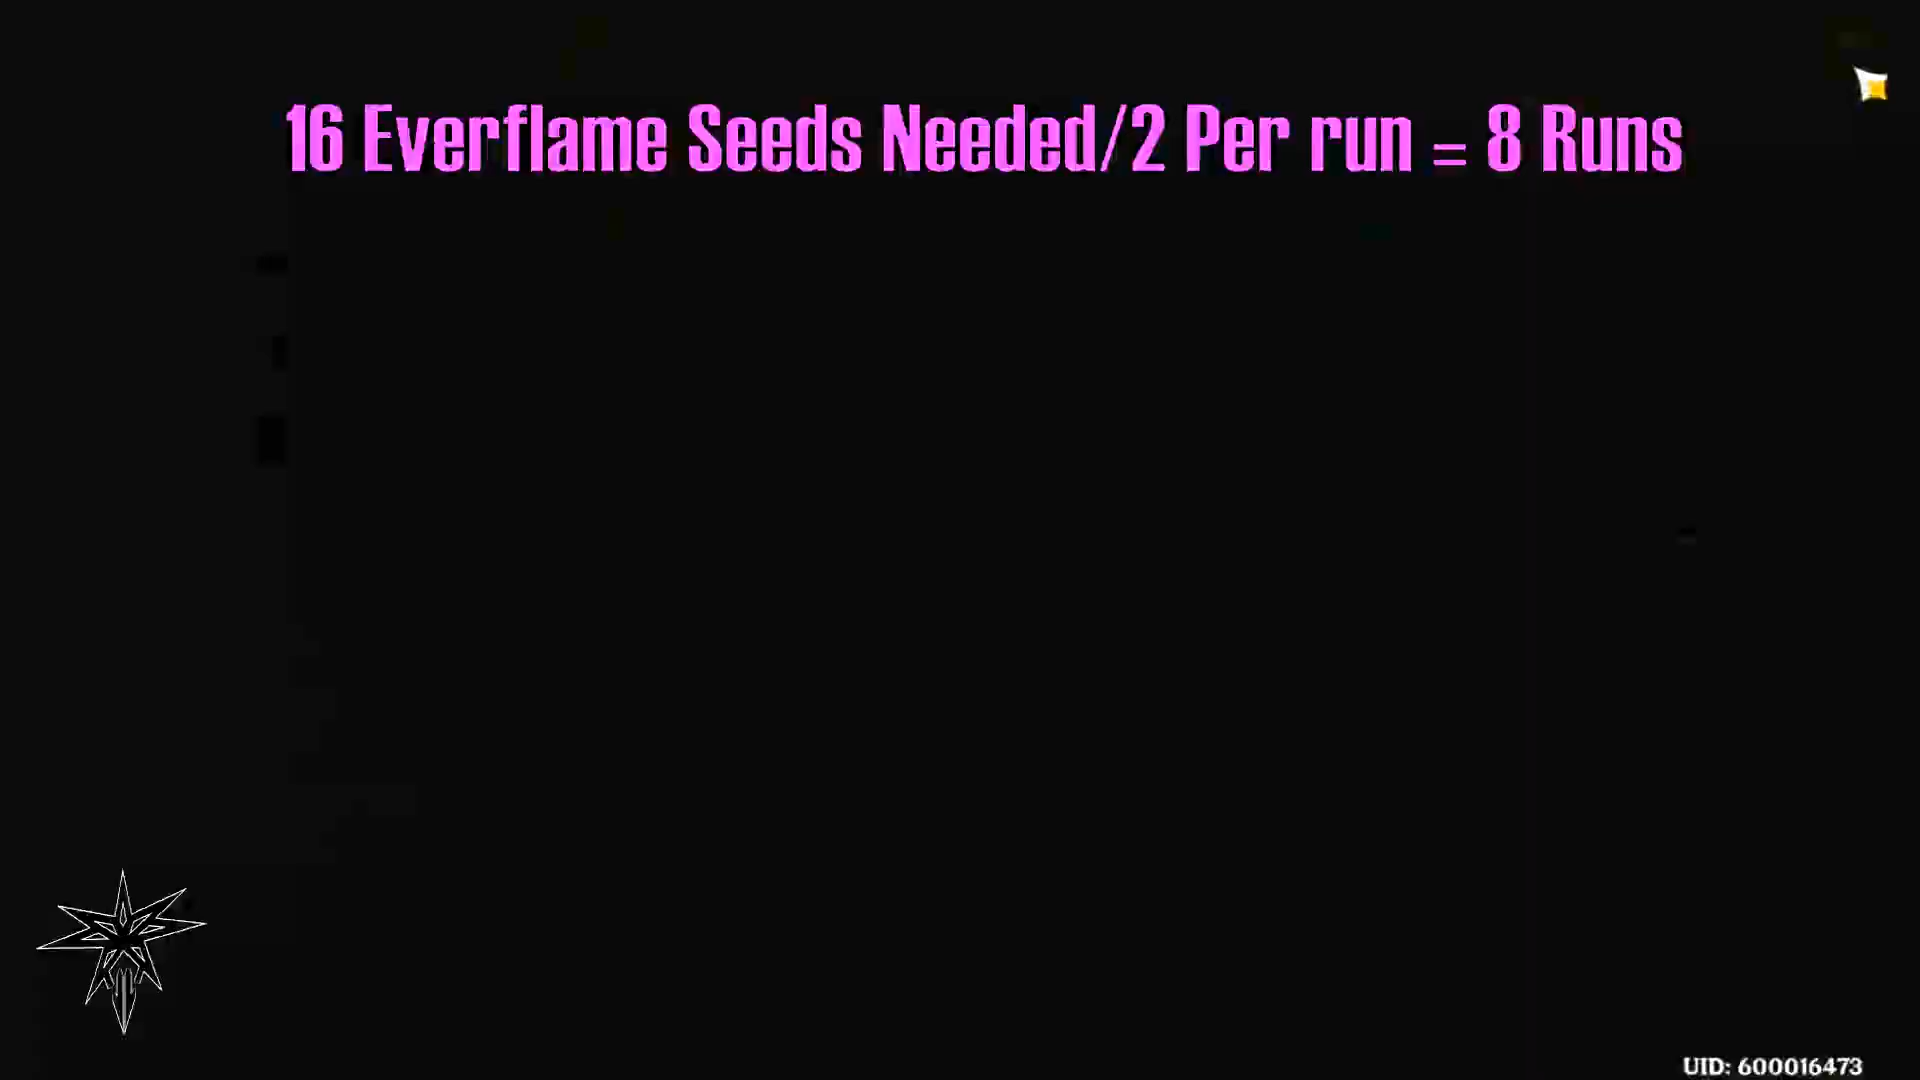 16 Everflame Seeds Needed/2 Per run = 8 Runs
UID: 600016473